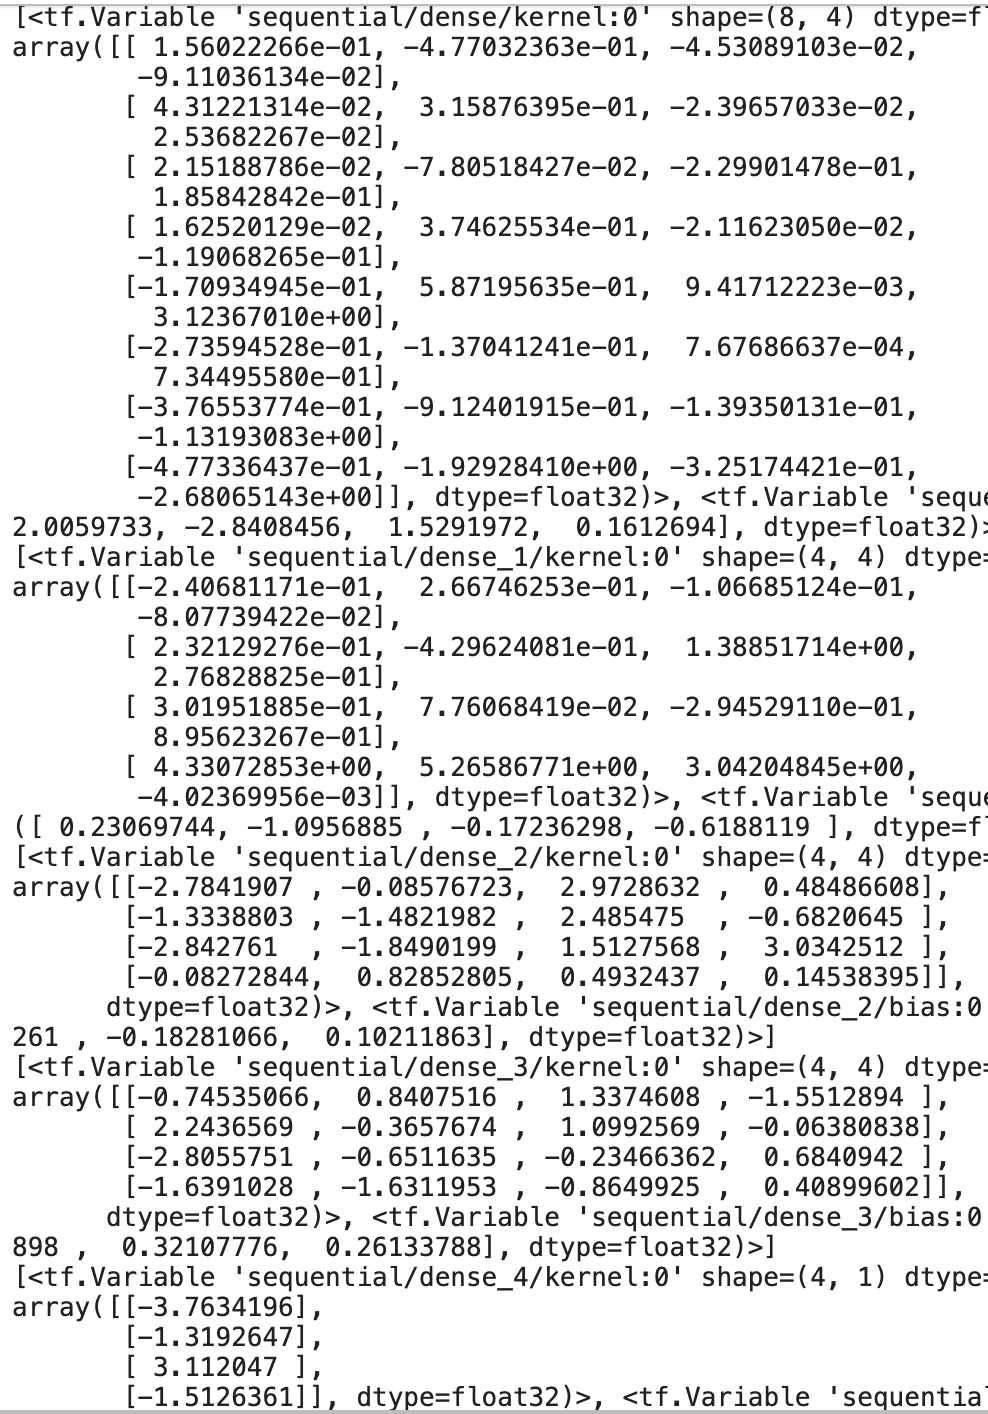 [<tf.Variable 'sequential/dense/kernel:0' shape=(8, 4) dtype=fl
array([[ 1.56022266e-01, -4.77032363e-01, -4.53089103e-02,
-9.11036134e-02],
[ 4.31221314e-02, 3.15876395e-01, -2.39657033e-02,
2.53682267e-02],
[ 2.15188786e-02, -7.80518427e-02, -2.29901478e-01,
1.85842842e-01],
[ 1.62520129e-02, 3.74625534e-01, -2.11623050e-02,
-1.19068265e-01],
[-1.70934945e-01, 5.87195635e-01, 9.41712223e-03,
3.12367010e+00],
[-2.73594528e-01, -1.37041241e-01, 7.67686637e-04,
7.34495580e-01],
[-3.76553774e-01, -9.12401915e-01, -1.39350131e-01,
-1.13193083e+00],
[-4.77336437e-01, -1.92928410e+00, -3.25174421e-01,
-2.68065143e+00]], dtype=float32)>, <tf.Variable 'seque
2.0059733, -2.8408456, 1.5291972, 0.1612694], dtype=float32)>
[<tf.Variable 'sequential/dense_1/kernel:0' shape=(4, 4) dtype=
array([[-2.40681171e-01, 2.66746253e-01, -1.06685124e-01,
-8.07739422e-02],
[ 2.32129276e-01, -4.29624081e-01, 1.38851714e+00,
2.76828825e-01],
[ 3.01951885e-01, 7.76068419e-02, -2.94529110e-01,
8.95623267e-01],
[ 4.33072853e+00, 5.26586771e+00, 3.04204845e+00,
-4.02369956e-03]], dtype=float32)>, <tf.Variable 'seque
([ 0.23069744, -1.0956885 , -0.17236298, -0.6188119 ], dtype=fl
[<tf.Variable 'sequential/dense_2/kernel:0' shape=(4, 4) dtype=
array([[-2.7841907 , -0.08576723, 2.9728632 , 0.48486608],
[-1.3338803 , -1.4821982 , 2.485475 , -0.6820645 ],
[-2.842761 , -1.8490199 , 1.5127568 , 3.0342512 ],
[-0.08272844, 0.82852805, 0.4932437 , 0.14538395]],
dtype=float32)>, <tf.Variable 'sequential/dense_2/bias:0
261 , -0.18281066, 0.10211863], dtype=float32)>]
[<tf.Variable 'sequential/dense_3/kernel:0' shape=(4, 4) dtype=
array([[-0.74535066, 0.8407516 , 1.3374608 , -1.5512894 ],
[ 2.2436569 , -0.3657674 , 1.0992569 , -0.06380838],
[-2.8055751 , -0.6511635 , -0.23466362, 0.6840942 ],
[-1.6391028 , -1.6311953 , -0.8649925 , 0.40899602]],
dtype=float32)>, <tf.Variable 'sequential/dense_3/bias:0
898 , 0.32107776, 0.26133788], dtype=float32)>]
[<tf.Variable 'sequential/dense_4/kernel:0' shape=(4, 1) dtype=
array([[-3.7634196],
[-1.3192647],
[ 3.112047 ],
[-1.5126361]], dtype=float32)>, <tf.Variable 'sequential